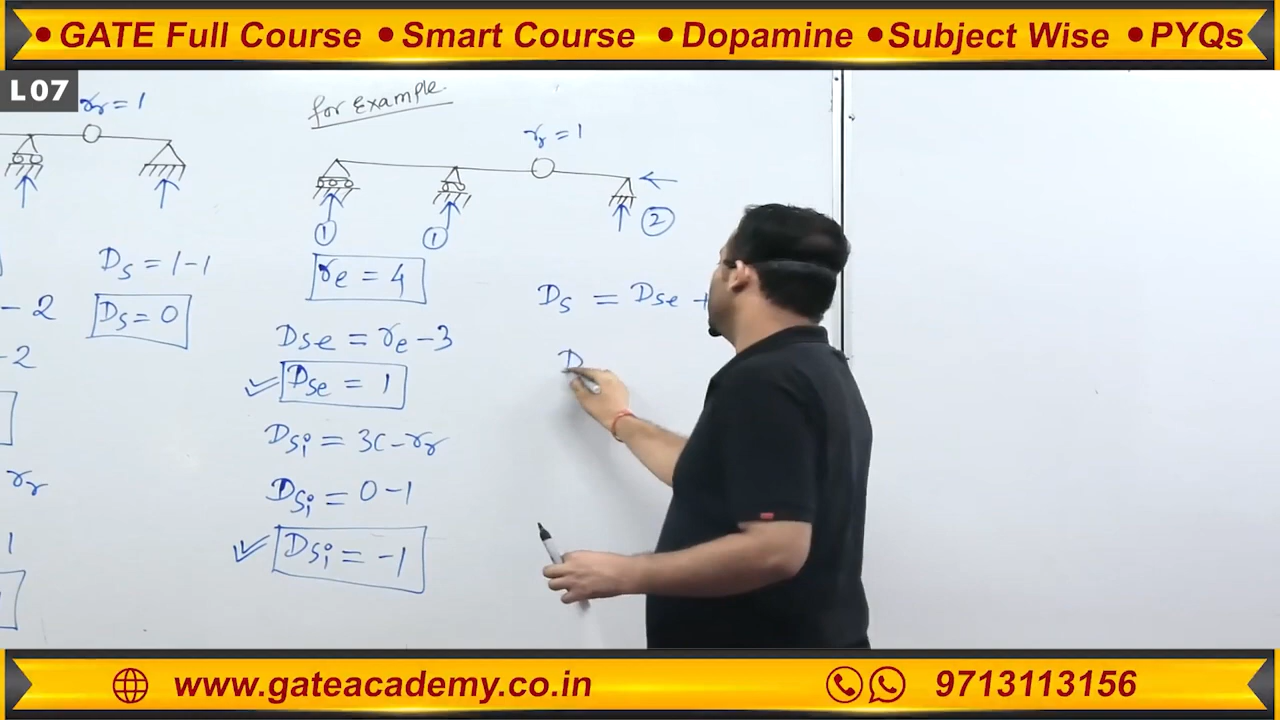 • GATE Full Course • Smart Course • Dopamine • Subject Wise • PYQs
L07
rr = 1
Ds = 1-1
- 2
Ds = 0
-2
rr
1
For Example
rr = 1
1
1
2
re = 4
Dse = re - 3
Dse = 1
Dsi = 3c - rr
Dsi = 0 - 1
Dsi = -1
Ds = Dse +
D
www.gateacademy.co.in
9713113156